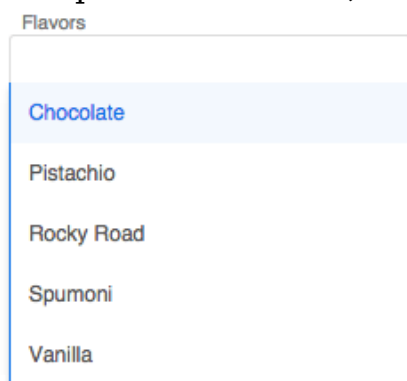 Flavors
Chocolate
Pistachio
Rocky Road
Spumoni
Vanilla